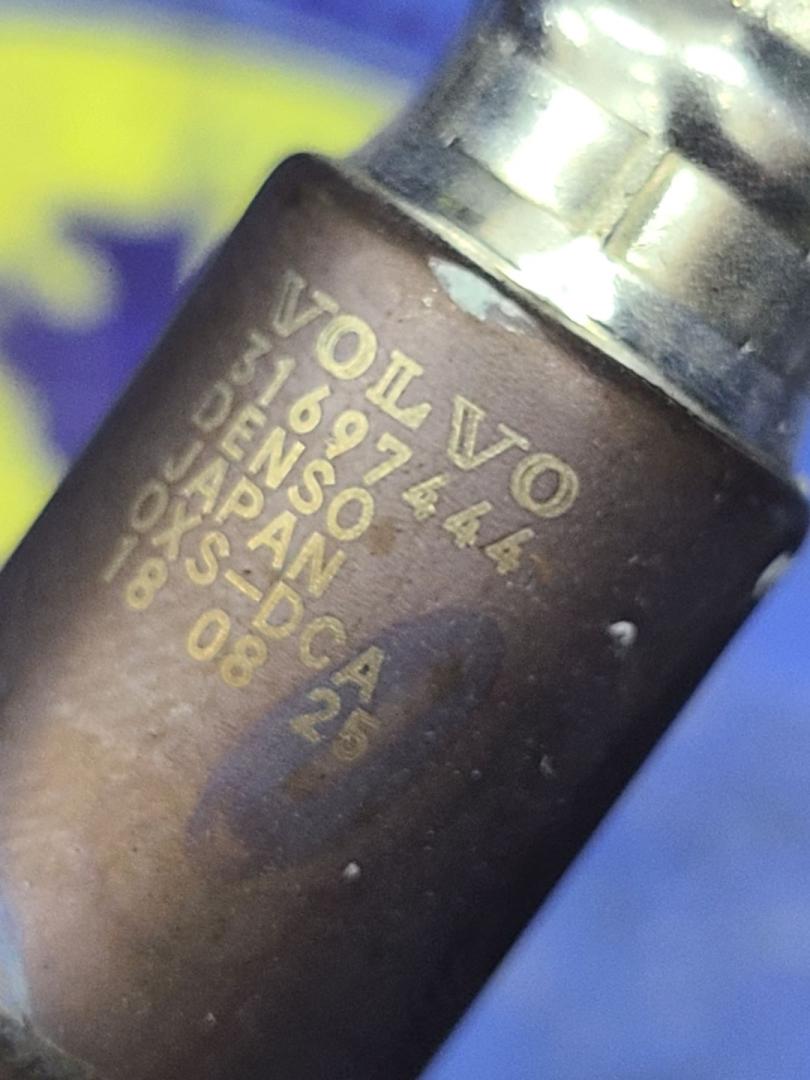 VOLVO
31697444
DENSO
JAPAN
OXS-DCA
18 08 25